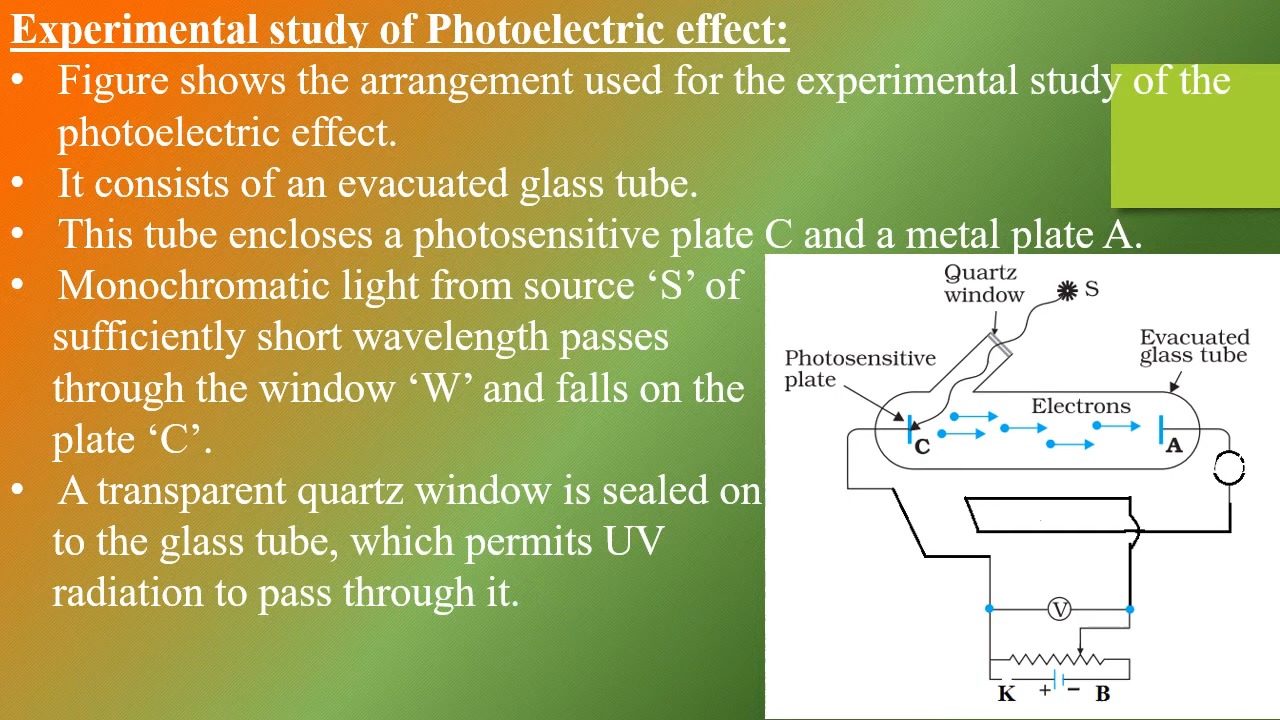 Experimental study of Photoelectric effect:
• Figure shows the arrangement used for the experimental study of the
photoelectric effect.
• It consists of an evacuated glass tube.
• This tube encloses a photosensitive plate C and a metal plate A.
• Monochromatic light from source ‘S’ of
sufficiently short wavelength passes
through the window ‘W’ and falls on the
plate ‘C’.
• A transparent quartz window is sealed on
to the glass tube, which permits UV
radiation to pass through it.
Quartz
window
S
Evacuated
glass tube
Photosensitive
plate
Electrons
C
A
V
K + − B